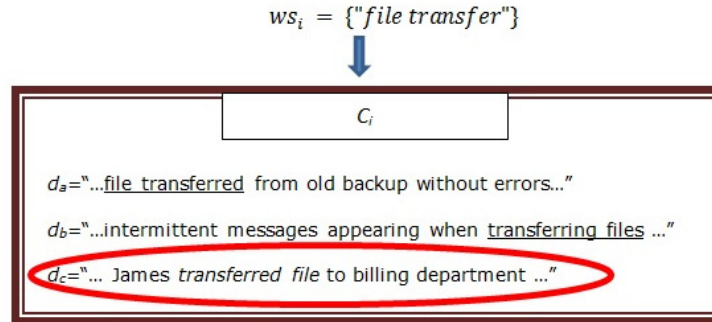 ws_i = {"file transfer"}
C_i
d_a=“...file transferred from old backup without errors...”
d_b=“...intermittent messages appearing when transferring files ...”
d_c=“... James transferred file to billing department ...”